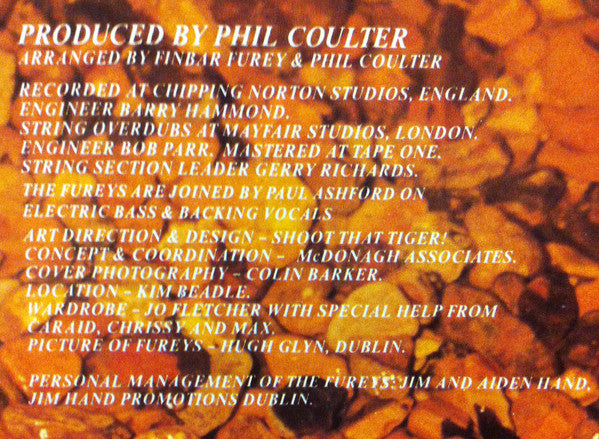 PRODUCED BY PHIL COULTER
ARRANGED BY FINBAR FUREY & PHIL COULTER
RECORDED AT CHIPPING NORTON STUDIOS, ENGLAND.
ENGINEER BARRY HAMMOND.
STRING OVERDUBS AT MAYFAIR STUDIOS, LONDON.
ENGINEER BOB PARR. MASTERED AT TAPE ONE.
STRING SECTION LEADER GERRY RICHARDS.
THE FUREYS ARE JOINED BY PAUL ASHFORD ON
ELECTRIC BASS & BACKING VOCALS
ART DIRECTION & DESIGN – SHOOT THAT TIGER!
CONCEPT & COORDINATION – McDONAGH ASSOCIATES.
COVER PHOTOGRAPHY – COLIN BARKER.
LOCATION – KIM BEADLE.
WARDROBE – JO FLETCHER WITH SPECIAL HELP FROM
CARAID, CHRISSY AND MAX.
PICTURE OF FUREYS – HUGH GLYN, DUBLIN.
PERSONAL MANAGEMENT OF THE FUREYS: JIM AND AIDEN HAND,
JIM HAND PROMOTIONS DUBLIN.